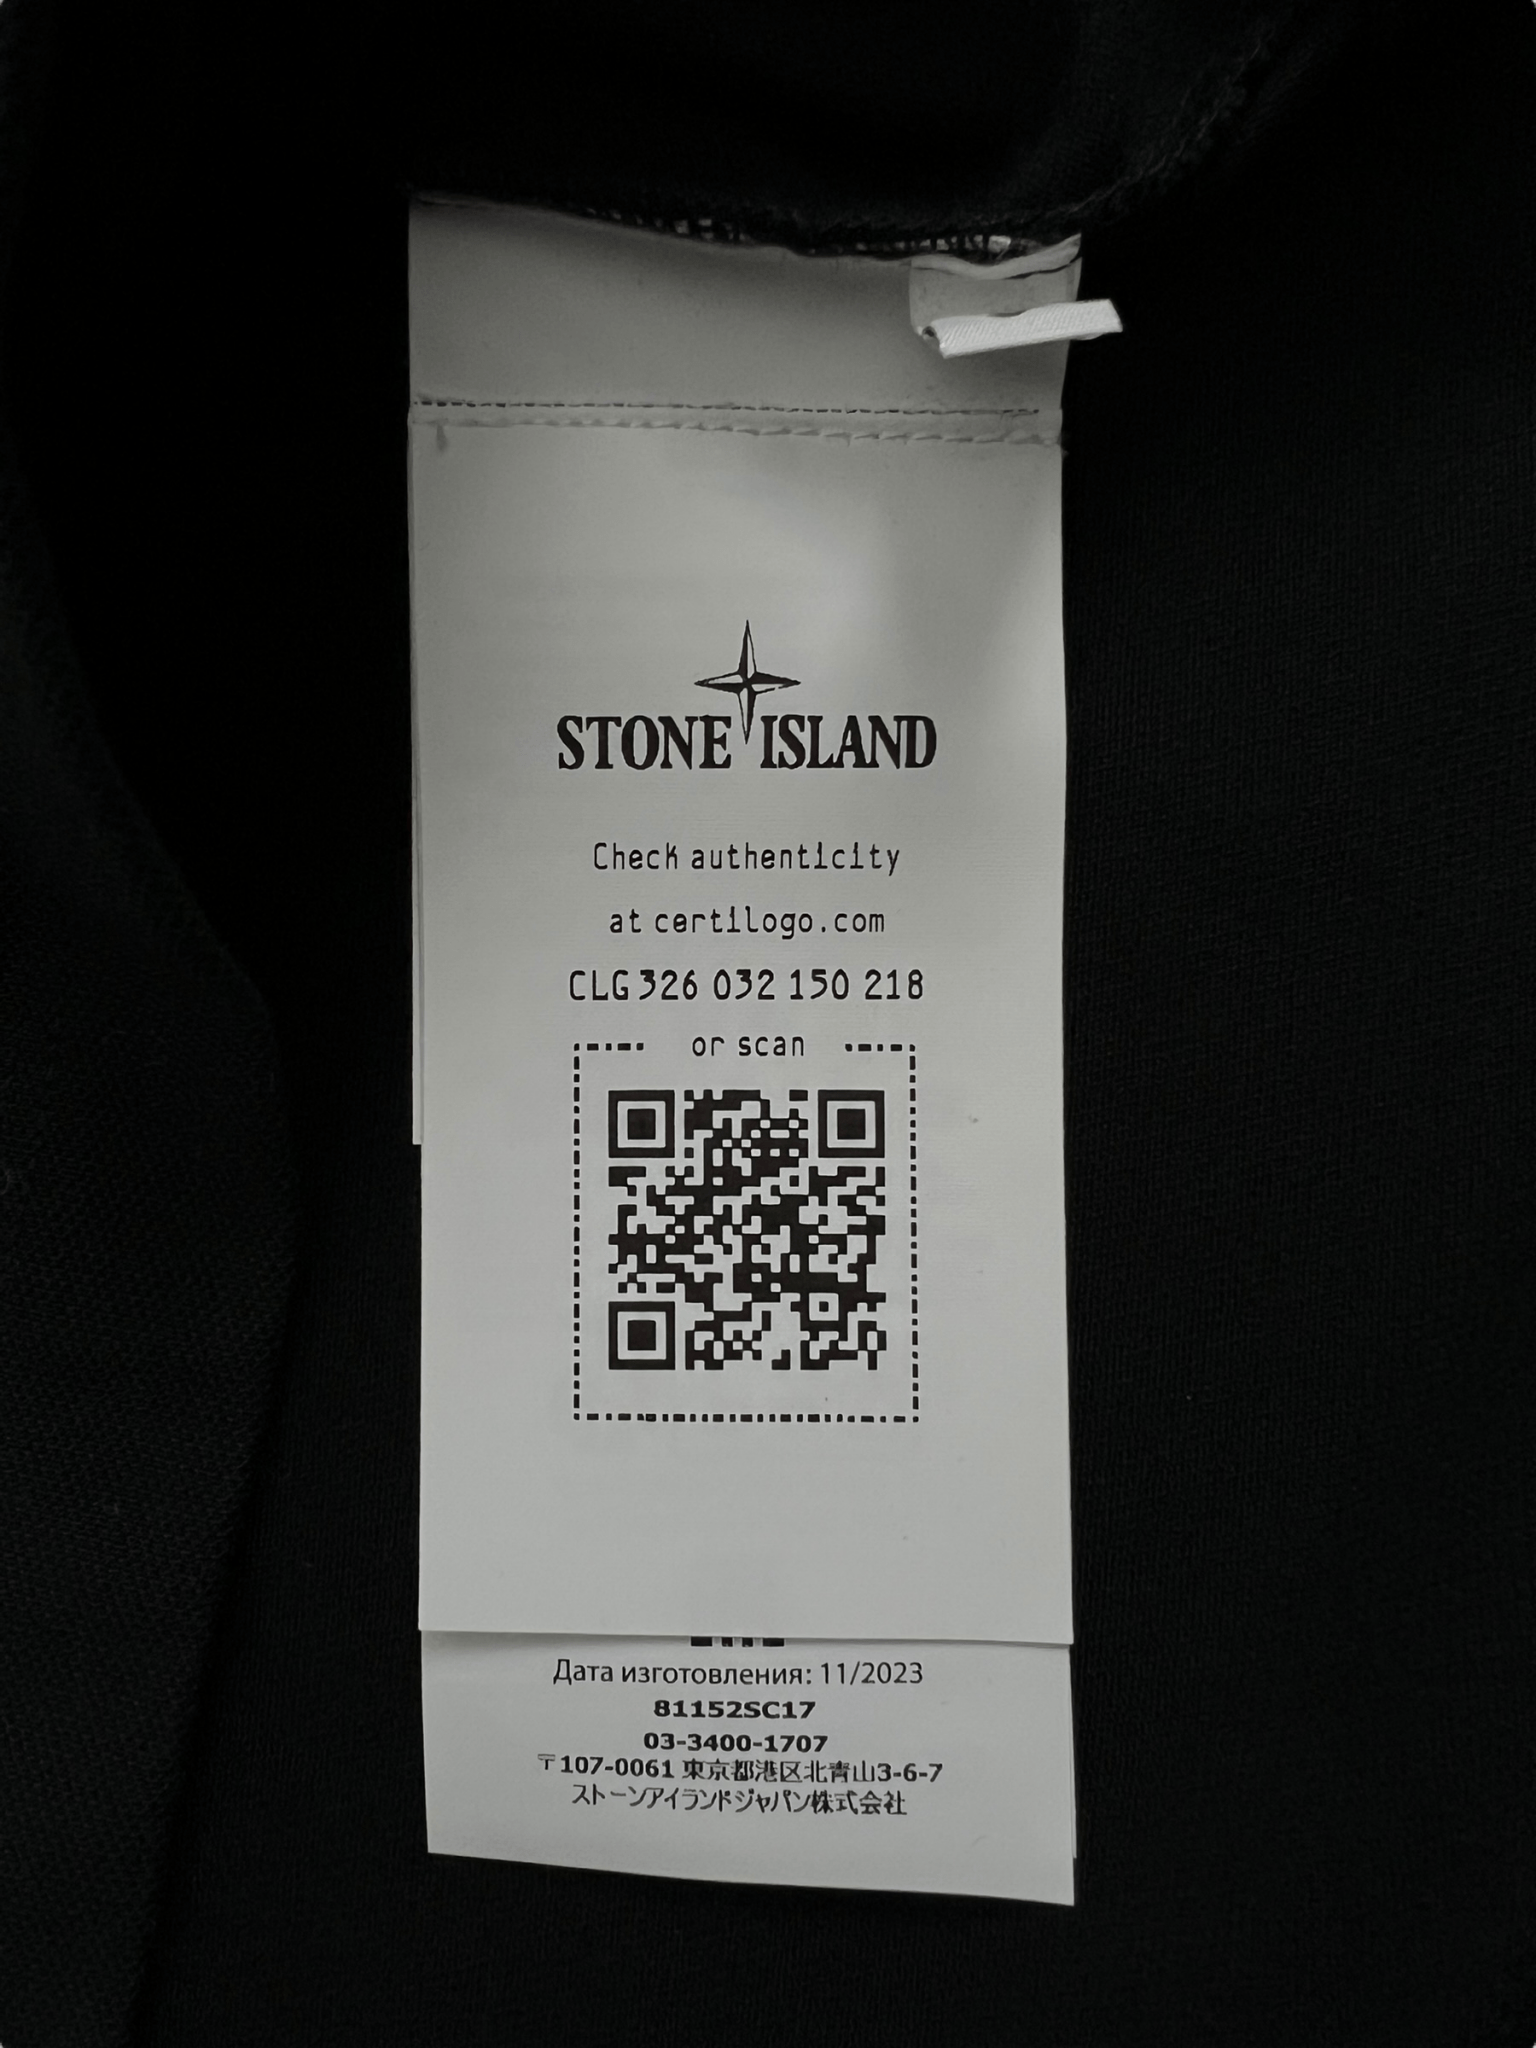 STONE ISLAND
Check authenticity
at certilogo.com
CLG 326 032 150 218
or scan
Дата изготовления: 11/2023
81152SC17
03-3400-1707
〒107-0061 東京都港区北青山3-6-7
ストーンアイランドジャパン株式会社